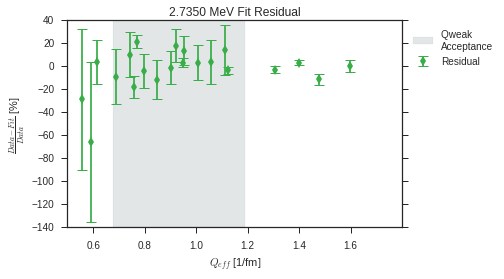 2.7350 MeV Fit Residual
40
20
0
-20
-40
-60
-80
-100
-120
-140
Data - Fit / Data [%]
0.6 0.8 1.0 1.2 1.4 1.6
Q_eff [1/fm]
Qweak
Acceptance
Residual